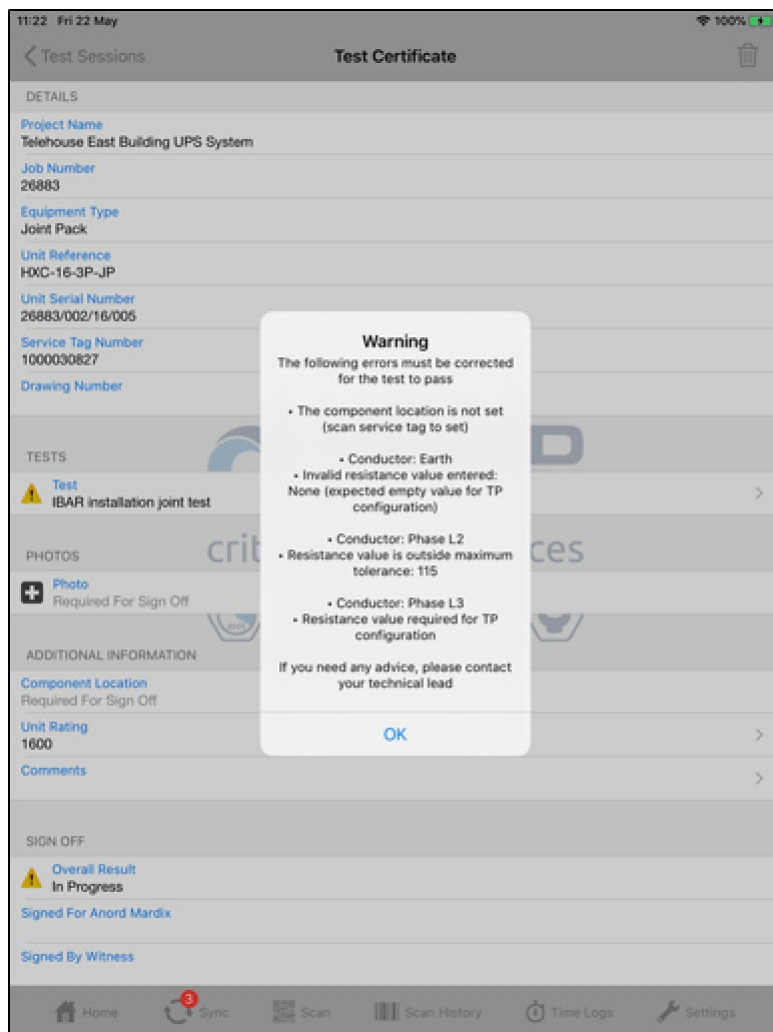 11:22 Fri 22 May
100%
Test Sessions
Test Certificate
DETAILS
Project Name
Telehouse East Building UPS System
Job Number
26883
Equipment Type
Joint Pack
Unit Reference
HXC-16-3P-JP
Unit Serial Number
26883/002/16/005
Service Tag Number
1000030827
Drawing Number
TESTS
Test
IBAR installation joint test
PHOTOS
Photo
Required For Sign Off
ADDITIONAL INFORMATION
Component Location
Required For Sign Off
Unit Rating
1600
Comments
SIGN OFF
Overall Result
In Progress
Signed For Anord Mardix
Signed By Witness
Warning
The following errors must be corrected
for the test to pass
• The component location is not set
(scan service tag to set)
• Conductor: Earth
• Invalid resistance value entered:
None (expected empty value for TP
configuration)
• Conductor: Phase L2
• Resistance value is outside maximum
tolerance: 115
• Conductor: Phase L3
• Resistance value required for TP
configuration
If you need any advice, please contact
your technical lead
OK
Home
3
Sync
Scan
Scan History
Time Logs
Settings